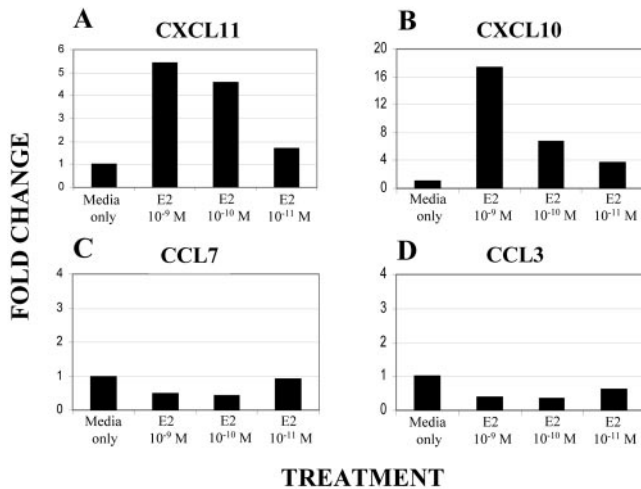 A
CXCL11
6
5
4
3
2
1
0
Media only
E2 10⁻⁹ M
E2 10⁻¹⁰ M
E2 10⁻¹¹ M
B
CXCL10
20
16
12
8
4
0
Media only
E2 10⁻⁹ M
E2 10⁻¹⁰ M
E2 10⁻¹¹ M
FOLD CHANGE
C
CCL7
4
3
2
1
0
Media only
E2 10⁻⁹ M
E2 10⁻¹⁰ M
E2 10⁻¹¹ M
D
CCL3
4
3
2
1
0
Media only
E2 10⁻⁹ M
E2 10⁻¹⁰ M
E2 10⁻¹¹ M
TREATMENT